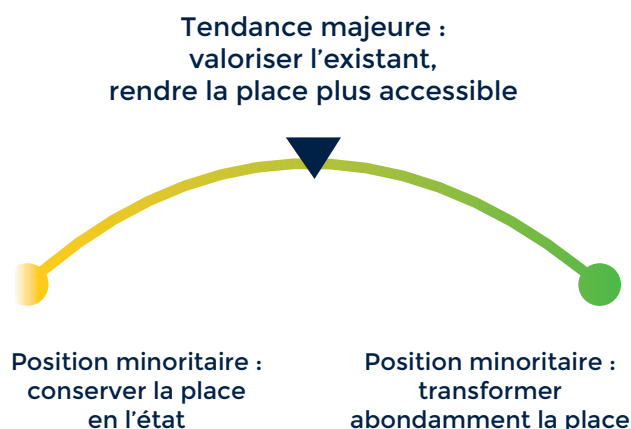 Tendance majeure :
valoriser l’existant,
rendre la place plus accessible
Position minoritaire :
conserver la place
en l’état
Position minoritaire :
transformer
abondamment la place